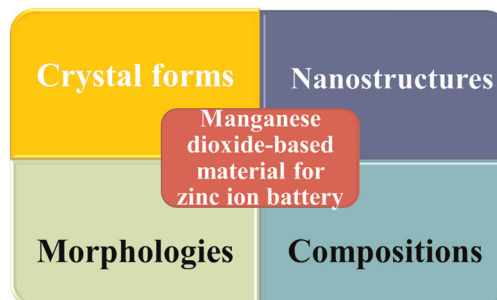 Crystal forms
Nanostructures
Manganese
dioxide-based
material for
zinc ion battery
Morphologies
Compositions